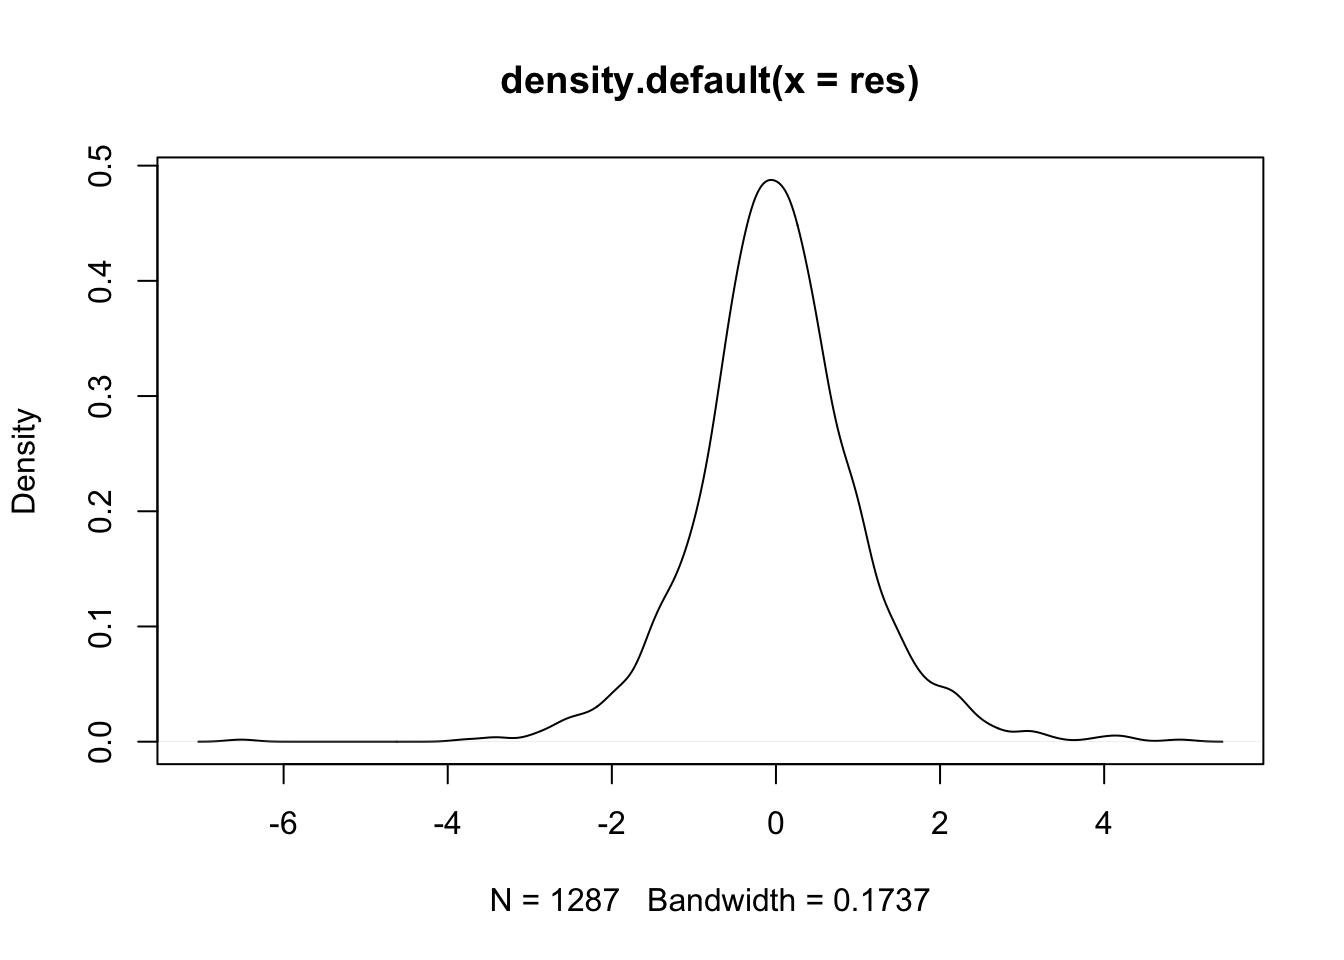 density.default(x = res)
Density
0.5
0.4
0.3
0.2
0.1
0.0
-6 -4 -2 0 2 4
N = 1287 Bandwidth = 0.1737